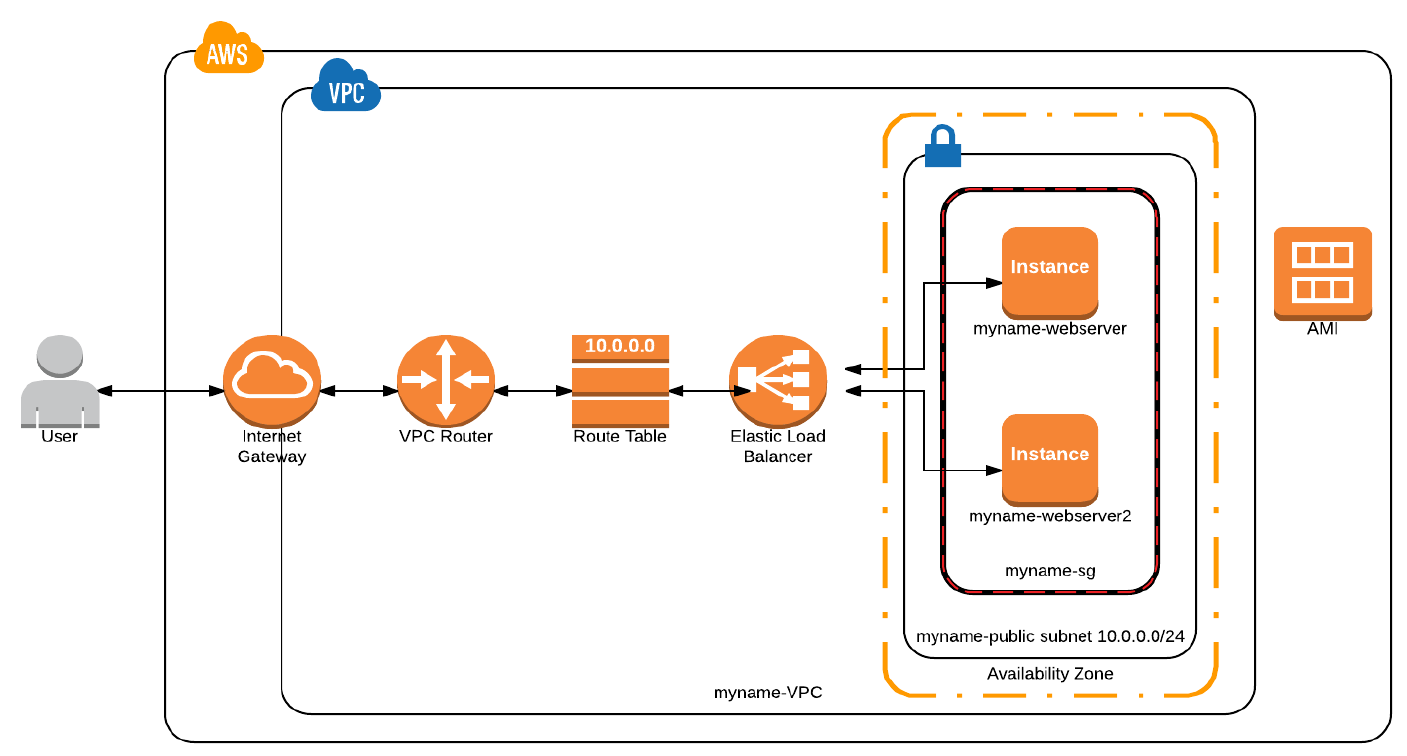 AWS
VPC
Instance
myname-webserver
AMI
10.0.0.0
User
Internet
Gateway
VPC Router
Route Table
Elastic Load
Balancer
Instance
myname-webserver2
myname-sg
myname-public subnet 10.0.0.0/24
Availability Zone
myname-VPC